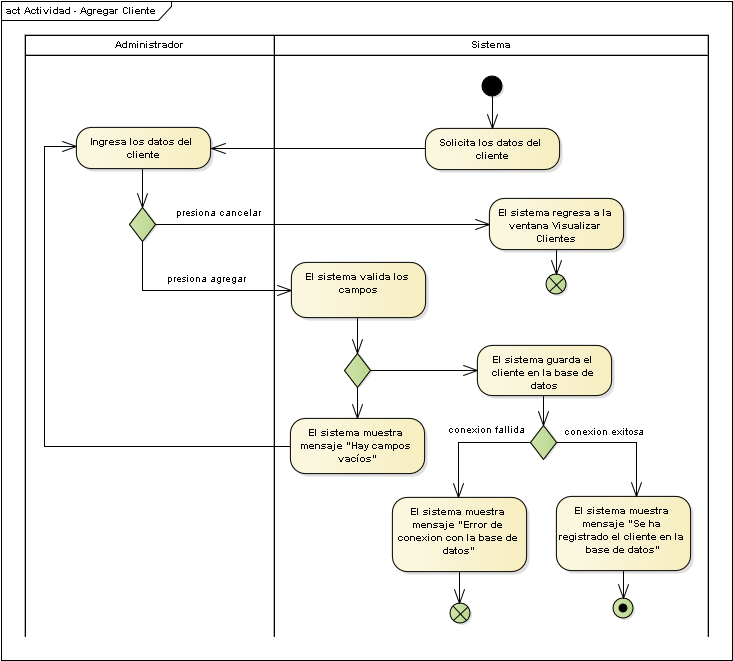 act Actividad - Agregar Cliente
Administrador
Sistema
Ingresa los datos del
cliente
Solicita los datos del
cliente
presiona cancelar
El sistema regresa a la
ventana Visualizar
Clientes
presiona agregar
El sistema valida los
campos
El sistema guarda el
cliente en la base de
datos
El sistema muestra
mensaje "Hay campos
vacíos"
conexion fallida
conexion exitosa
El sistema muestra
mensaje "Error de
conexion con la base de
datos"
El sistema muestra
mensaje "Se ha
registrado el cliente en la
base de datos"